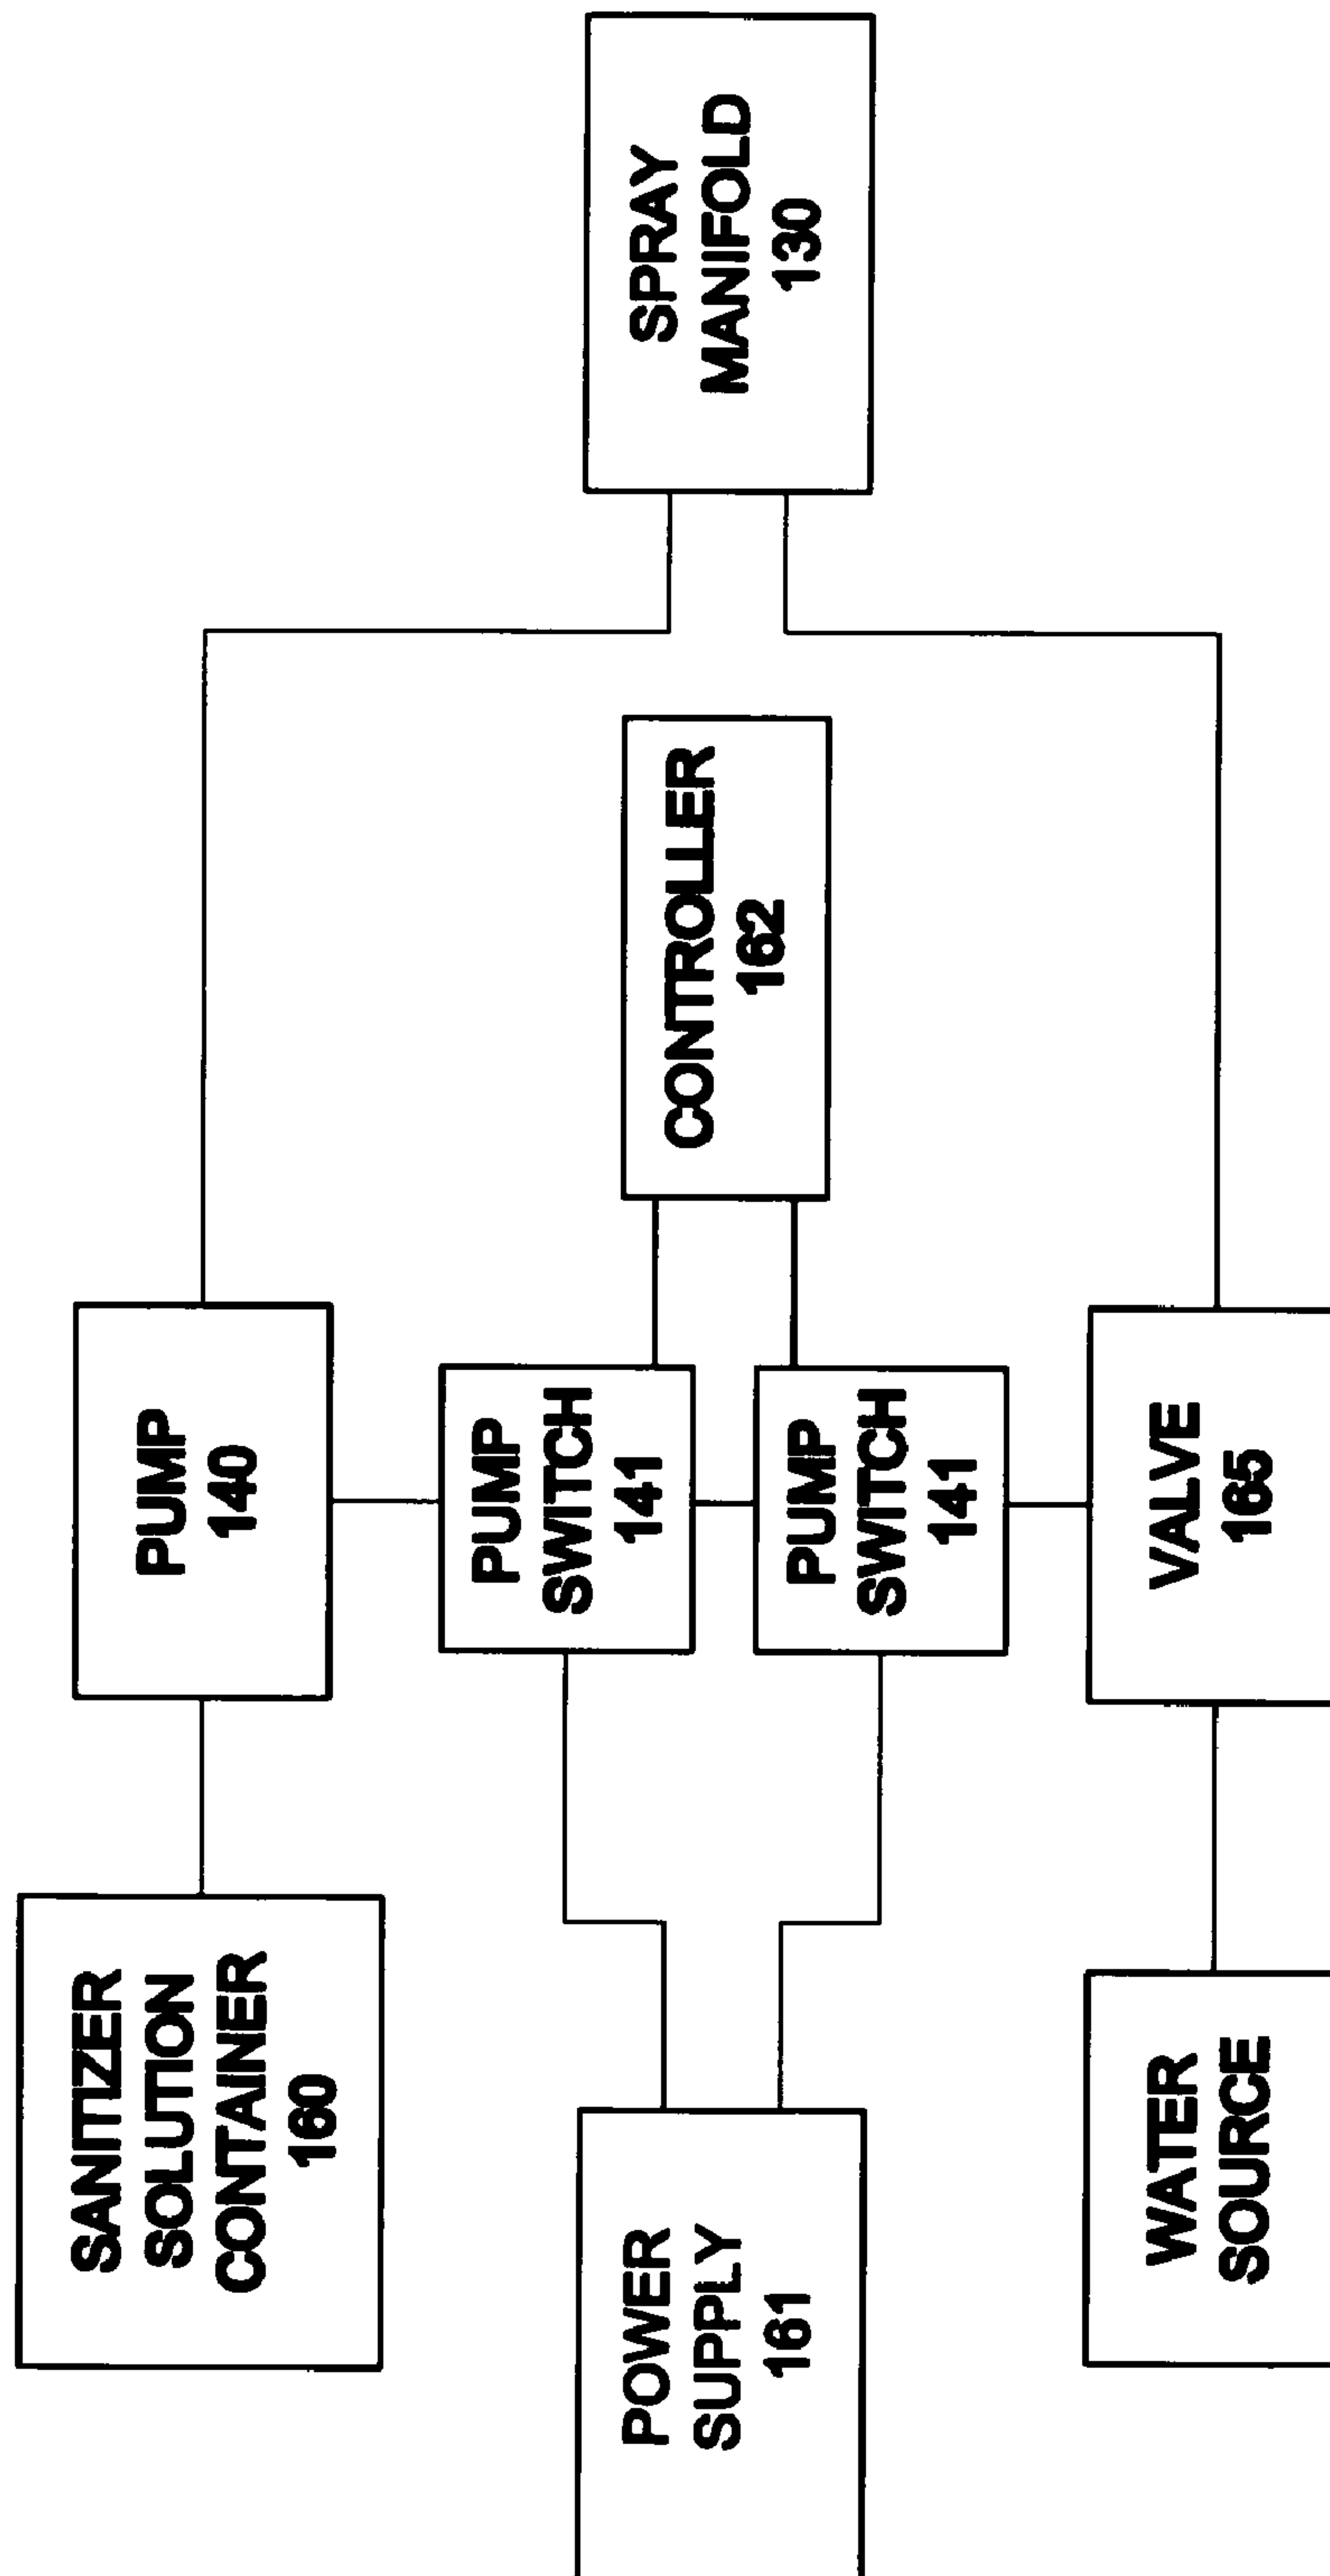 SANITIZER
SOLUTION
CONTAINER
160
PUMP
140
POWER
SUPPLY
161
PUMP
SWITCH
141
PUMP
SWITCH
141
CONTROLLER
162
SPRAY
MANIFOLD
130
WATER
SOURCE
VALVE
165